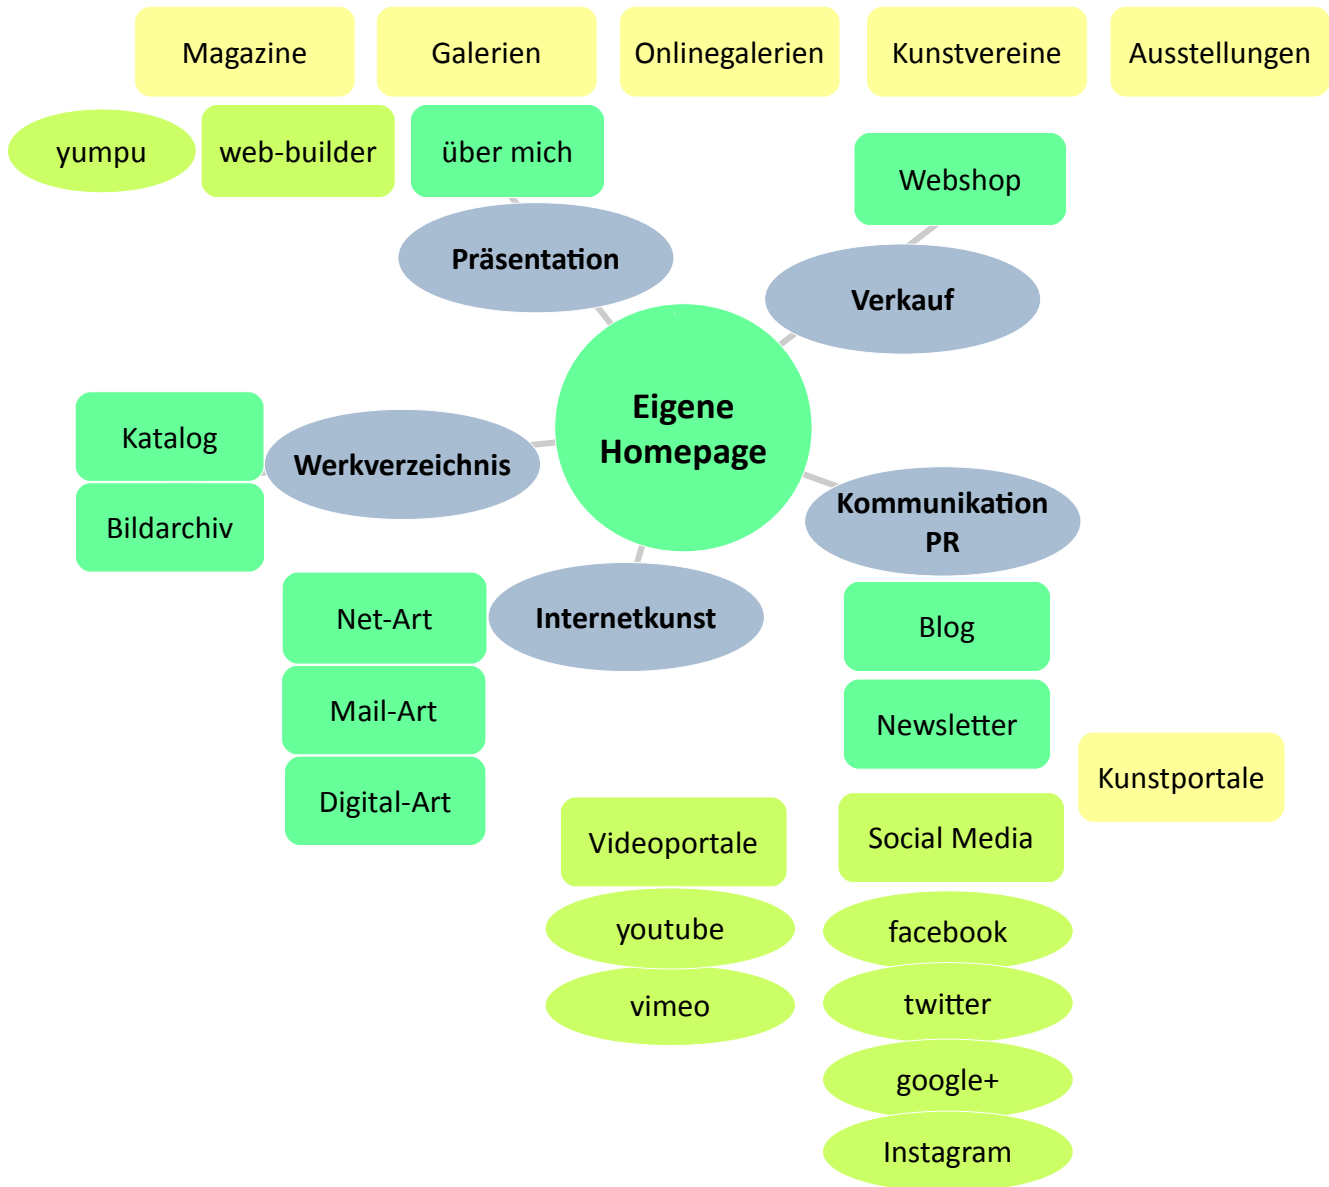 Magazine
Galerien
Onlinegalerien
Kunstvereine
Ausstellungen
yumpu
web-builder
über mich
Webshop
Präsentation
Verkauf
Eigene
Homepage
Katalog
Werkverzeichnis
Bildarchiv
Kommunikation
PR
Net-Art
Internetkunst
Blog
Mail-Art
Newsletter
Kunstportale
Digital-Art
Videoportale
Social Media
youtube
facebook
vimeo
twitter
google+
Instagram